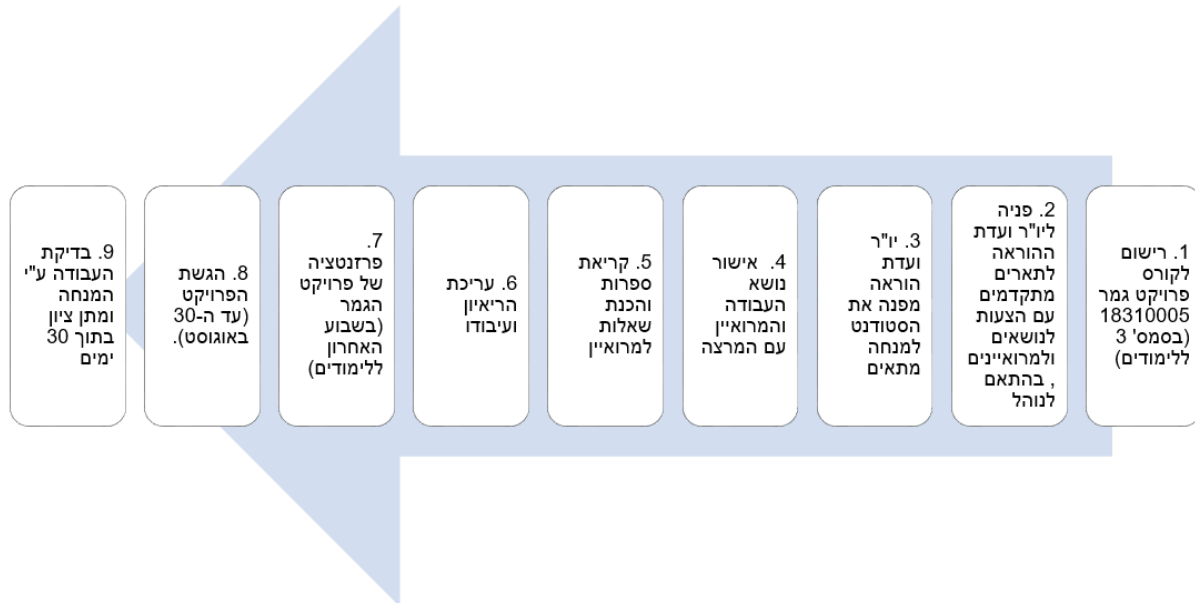 1. רישום
לקורס
פרויקט גמר
18310005
(בסמס' 3
ללימודים)
2. פניה
ליו"ר ועדת
ההוראה
לתארים
מתקדמים
עם הצעות
לנושאים
ולמרואיינים
, בהתאם
לנוהל
3. יו"ר
ועדת
הוראה
מפנה את
הסטודנט
למנחה
מתאים
4. אישור
נושא
העבודה
והמרואיין
עם המרצה
5. קריאת
ספרות
והכנת
שאלות
למרואיין
6. עריכת
הריאיון
ועיבודו
7.
פרזנטציה
של פרויקט
הגמר
(בשבוע
האחרון
ללימודים)
8. הגשת
הפרויקט
(עד ה-30
באוגוסט).
9. בדיקת
העבודה ע"י
המנחה
ומתן ציון
בתוך 30
ימים